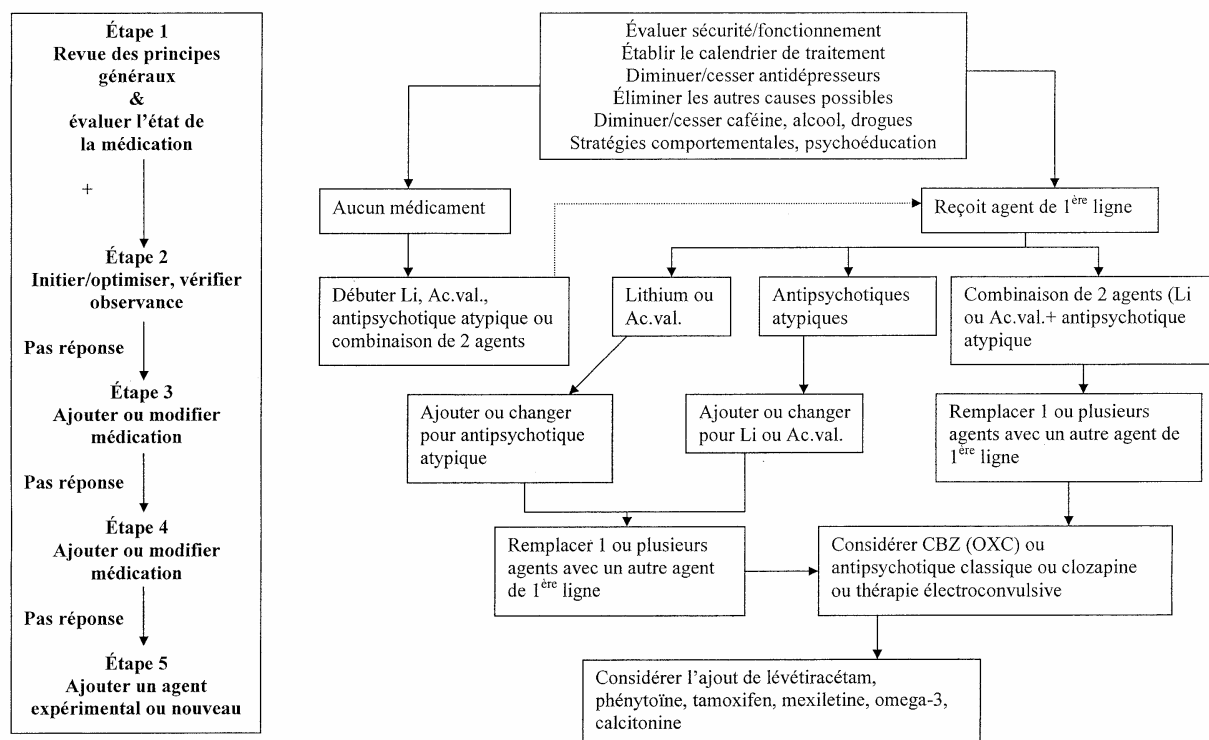 Étape 1
Revue des principes
généraux
&
évaluer l'état de
la médication
+
Étape 2
Initier/optimiser, vérifier
observance
Pas réponse
Étape 3
Ajouter ou modifier
médication
Pas réponse
Étape 4
Ajouter ou modifier
médication
Pas réponse
Étape 5
Ajouter un agent
expérimental ou nouveau
Évaluer sécurité/fonctionnement
Établir le calendrier de traitement
Diminuer/cesser antidépresseurs
Éliminer les autres causes possibles
Diminuer/cesser caféine, alcool, drogues
Stratégies comportementales, psychoéducation
Aucun médicament
Reçoit agent de 1ère ligne
Débuter Li, Ac.val.,
antipsychotique atypique ou
combinaison de 2 agents
Lithium ou
Ac.val.
Antipsychotiques
atypiques
Combinaison de 2 agents (Li
ou Ac.val.+ antipsychotique
atypique
Ajouter ou changer
pour antipsychotique
atypique
Ajouter ou changer
pour Li ou Ac.val.
Remplacer 1 ou plusieurs
agents avec un autre agent de
1ère ligne
Remplacer 1 ou plusieurs
agents avec un autre agent
de 1ère ligne
Considérer CBZ (OXC) ou
antipsychotique classique ou clozapine
ou thérapie électroconvulsive
Considérer l'ajout de lévétiracétam,
phénytoïne, tamoxifen, mexiletine, omega-3,
calcitonine